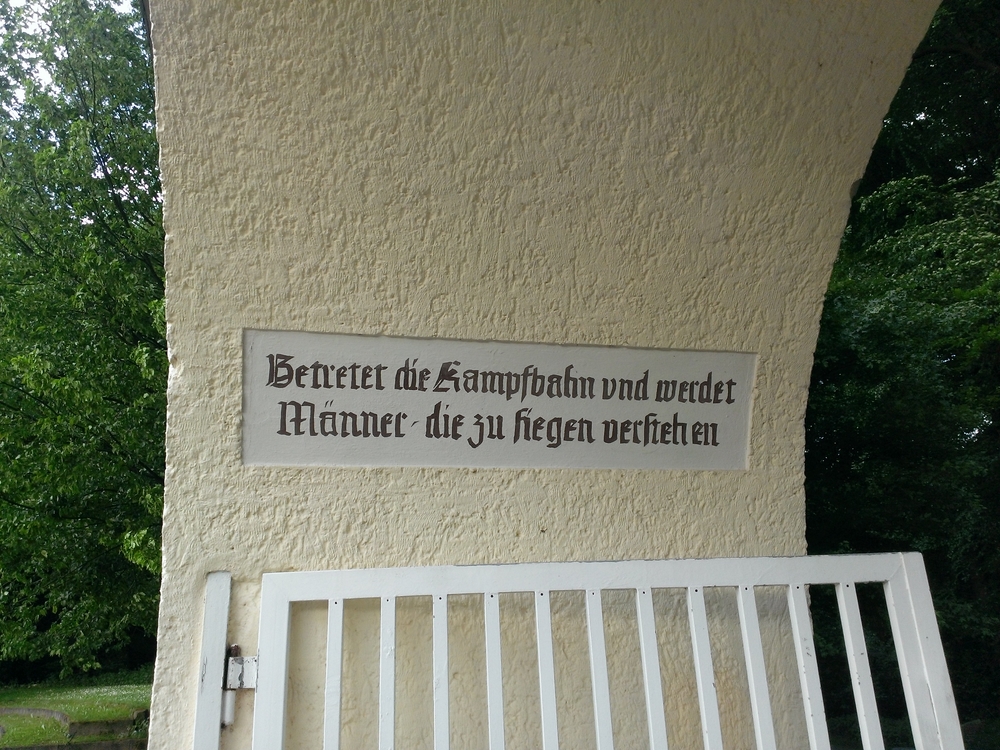 Betretet die Kampfbahn vnd werdet
Männer · die zu siegen verstehen